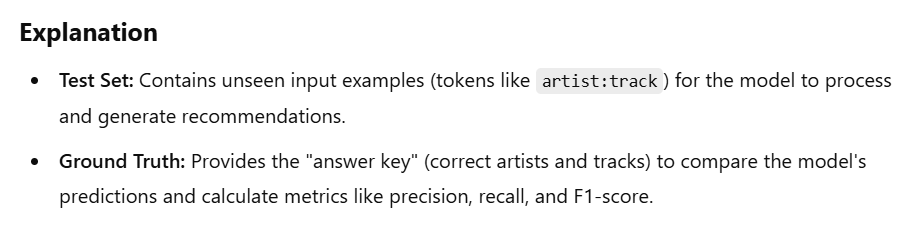 Explanation
• Test Set: Contains unseen input examples (tokens like artist:track) for the model to process
and generate recommendations.
• Ground Truth: Provides the "answer key" (correct artists and tracks) to compare the model's
predictions and calculate metrics like precision, recall, and F1-score.